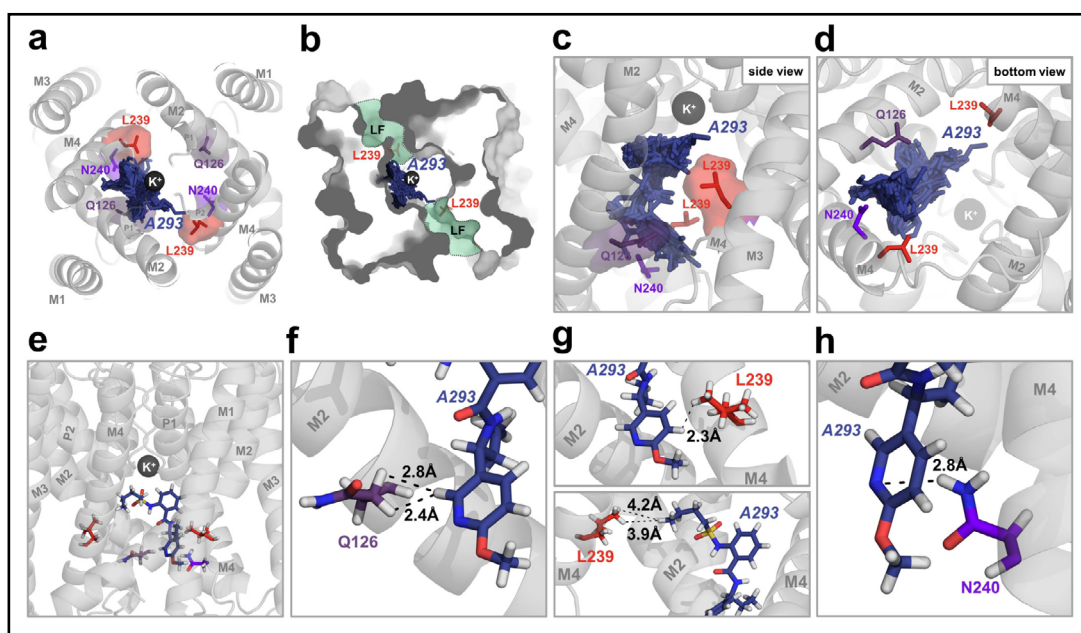 a
M3
M1
M2
L239
P1
M4
Q126
N240
K⁺
N240
Q126
A293
P2
P1
M4
L239
M2
M1
M3
b
LF
L239
A293
K⁺
L239
LF
c
side view
M2
K⁺
M4
A293
L239
L239
M4
Q126
M3
N240
d
bottom view
L239
M4
Q126
A293
N240
K⁺
L239
M4
M2
e
P2
M4
P1
M1
M2
K⁺
M3
M2
M3
M4
f
A293
M2
2.8Å
2.4Å
Q126
g
A293
L239
M2
2.3Å
M4
4.2Å
A293
3.9Å
L239
M2
M4
h
M2
M4
A293
2.8Å
N240